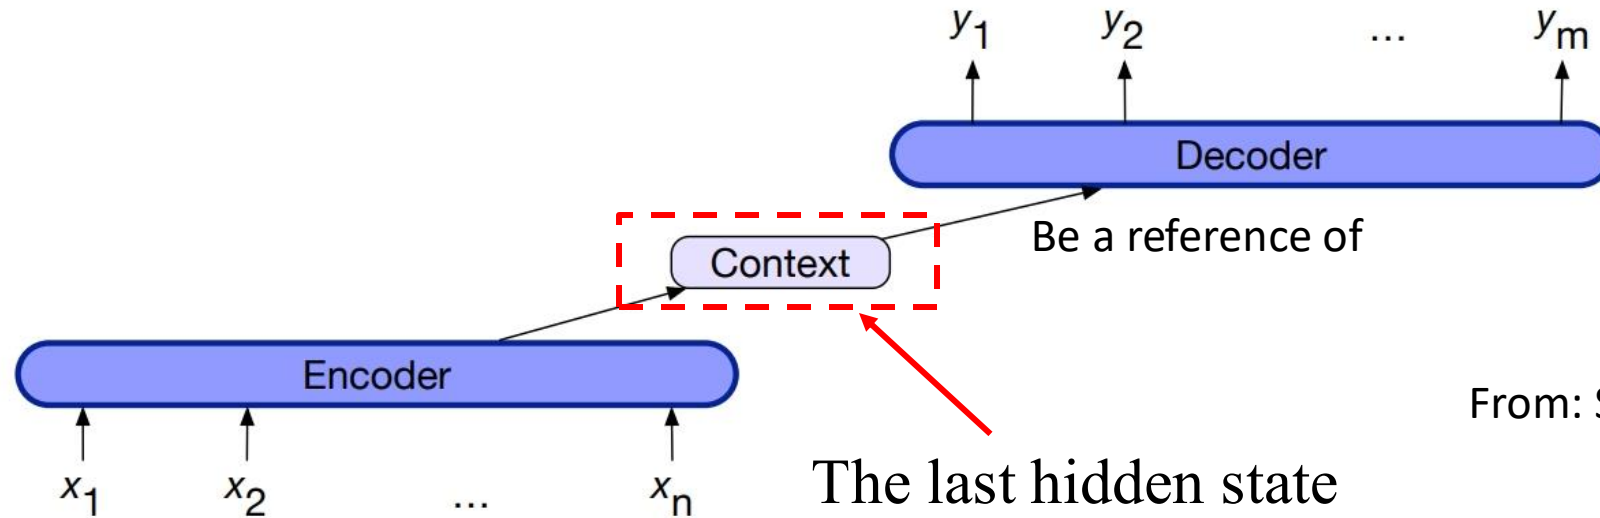 y1 y2 ... ym
Decoder
Be a reference of
Context
Encoder
From:
x1 x2 ... xn
The last hidden state